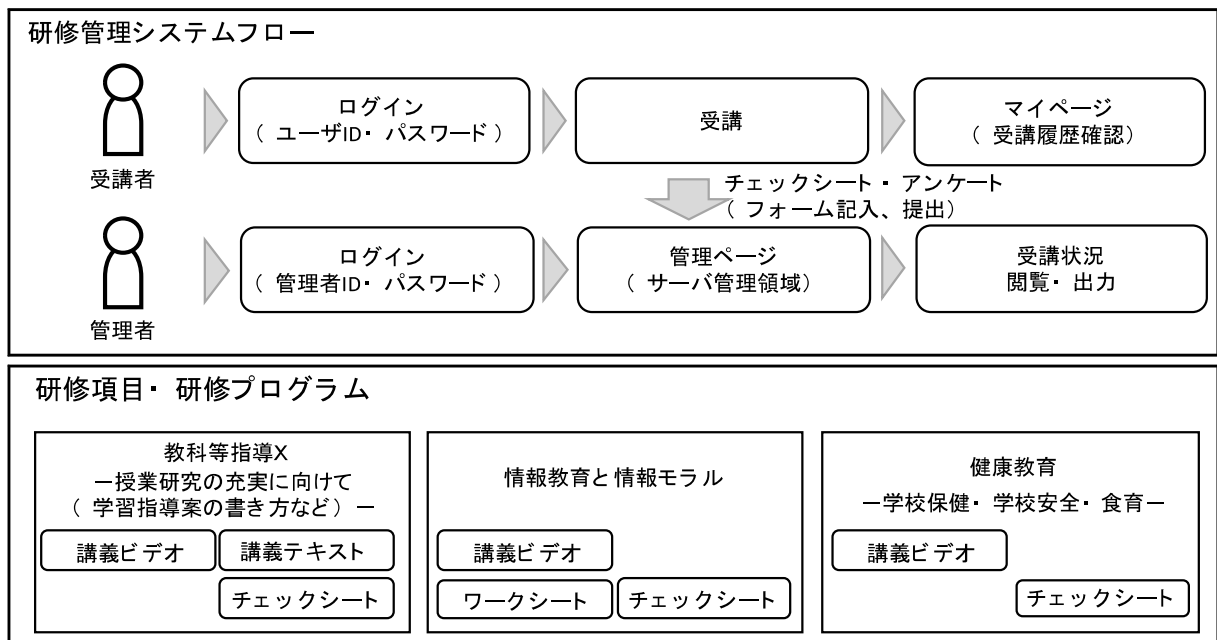 研修管理システムフロー
ログイン
(ユーザID・パスワード)
受講
マイページ
(受講履歴確認)
受講者
チェックシート・アンケート
(フォーム記入、提出)
ログイン
(管理者ID・パスワード)
管理ページ
(サーバ管理領域)
受講状況
閲覧・出力
管理者
研修項目・研修プログラム
教科等指導X
－授業研究の充実に向けて
(学習指導案の書き方など)－
講義ビデオ
講義テキスト
チェックシート
情報教育と情報モラル
講義ビデオ
ワークシート
チェックシート
健康教育
－学校保健・学校安全・食育－
講義ビデオ
チェックシート